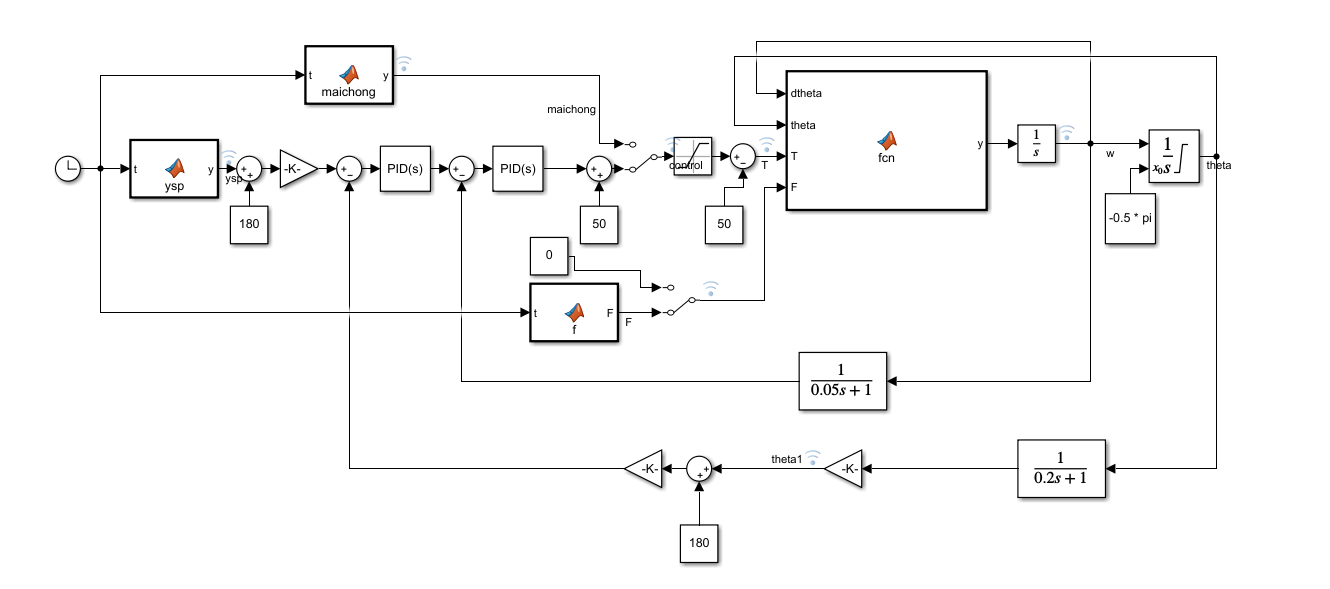 t
y
maichong
maichong
dtheta
theta
T
F
y
fcn
1
s
w
1
s
x0
theta
-0.5 * pi
t
y
ysp
ysp
180
-K-
PID(s)
PID(s)
50
control
T
50
0
t
F
f
F
1
0.05s + 1
1
0.2s + 1
-K-
theta1
-K-
180